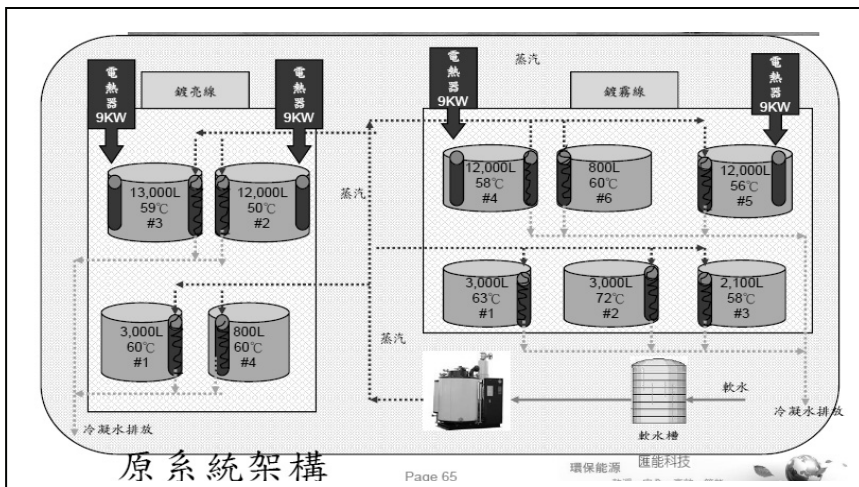 蒸汽
電熱器
9KW
鍍亮線
電熱器
9KW
電熱器
9KW
鍍霧線
電熱器
9KW
13,000L
59℃
#3
12,000L
50℃
#2
蒸汽
12,000L
58℃
#4
800L
60℃
#6
12,000L
56℃
#5
3,000L
60℃
#1
800L
60℃
#4
3,000L
63℃
#1
3,000L
72℃
#2
2,100L
58℃
#3
蒸汽
軟水
冷凝水排放
軟水槽
冷凝水排放
原系統架構
Page 65
環保能源
匯能科技